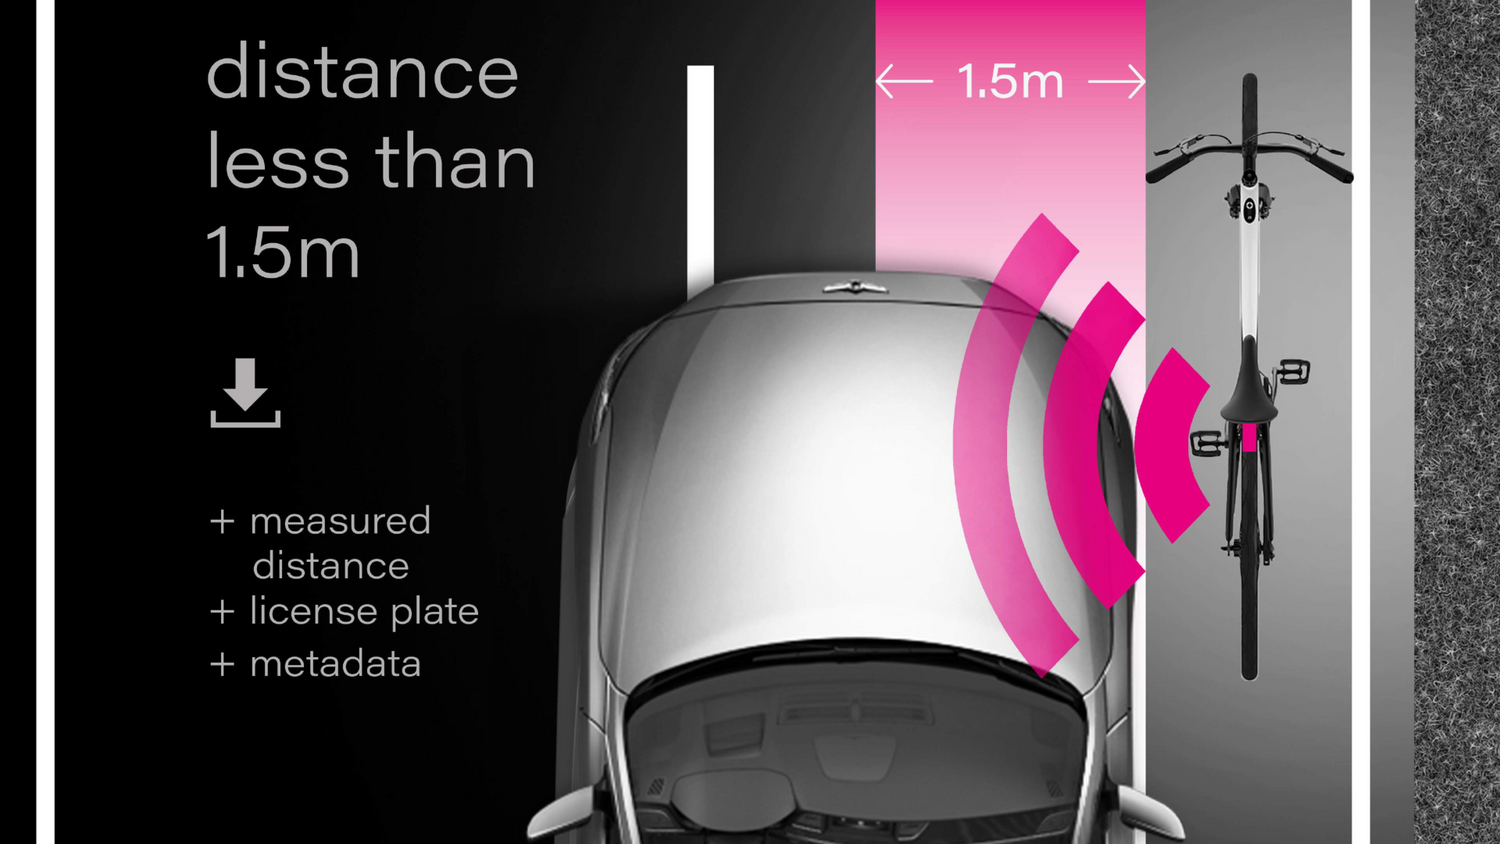 distance
less than
1.5m
1.5m
+ measured
distance
+ license plate
+ metadata